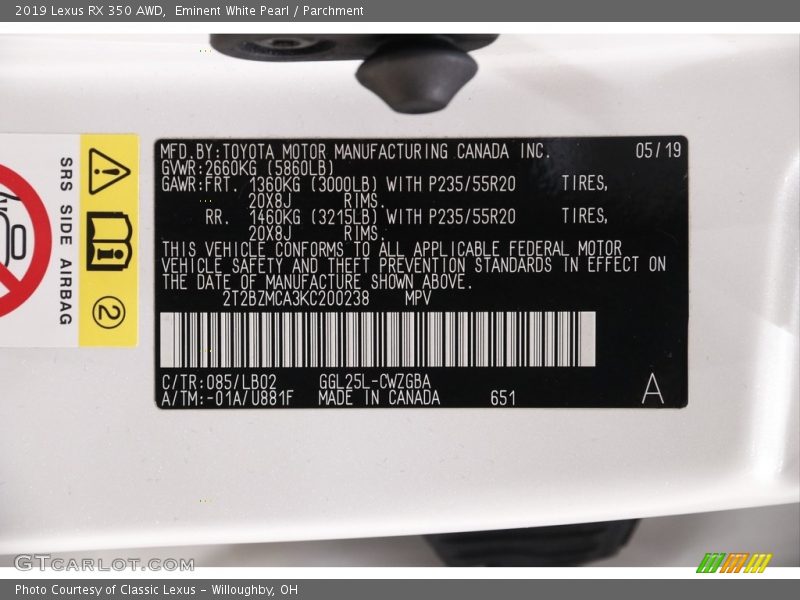 2019 Lexus RX 350 AWD, Eminent White Pearl / Parchment
MFD.BY:TOYOTA MOTOR MANUFACTURING CANADA INC. 05/19
GVWR:2660KG (5860LB)
GAWR:FRT. 1360KG (3000LB) WITH P235/55R20 TIRES,
20X8J RIMS.
RR. 1460KG (3215LB) WITH P235/55R20 TIRES,
20X8J RIMS.
THIS VEHICLE CONFORMS TO ALL APPLICABLE FEDERAL MOTOR
VEHICLE SAFETY AND THEFT PREVENTION STANDARDS IN EFFECT ON
THE DATE OF MANUFACTURE SHOWN ABOVE.
2T2BZMCA3KC200238 MPV
C/TR:085/LB02 GGL25L-CWZGBA
A/TM:-01A/U881F MADE IN CANADA 651
A
SRS SIDE AIRBAG
2
GTCARLOT.COM
Photo Courtesy of Classic Lexus - Willoughby, OH